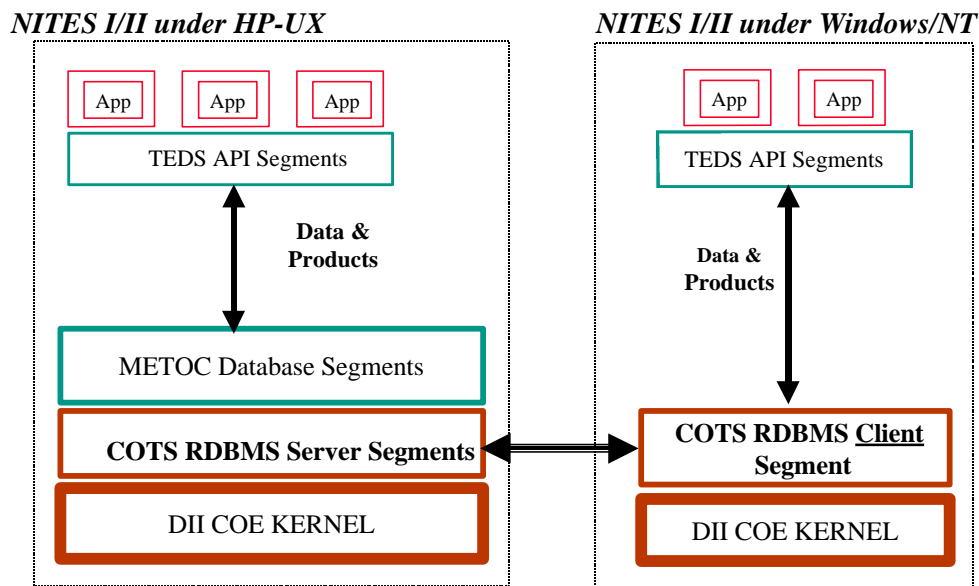 NITES I/II under HP-UX
App
App
App
TEDS API Segments
Data &
Products
METOC Database Segments
COTS RDBMS Server Segments
DII COE KERNEL
NITES I/II under Windows/NT
App
App
TEDS API Segments
Data &
Products
COTS RDBMS Client
Segment
DII COE KERNEL